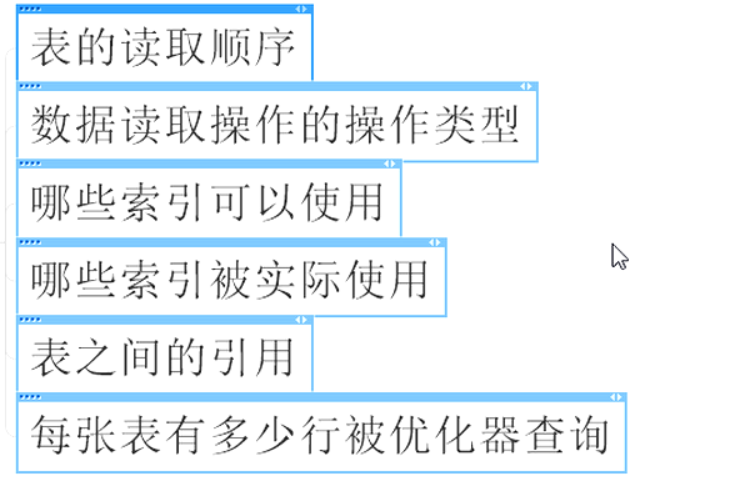 表的读取顺序
数据读取操作的操作类型
哪些索引可以使用
哪些索引被实际使用
表之间的引用
每张表有多少行被优化器查询